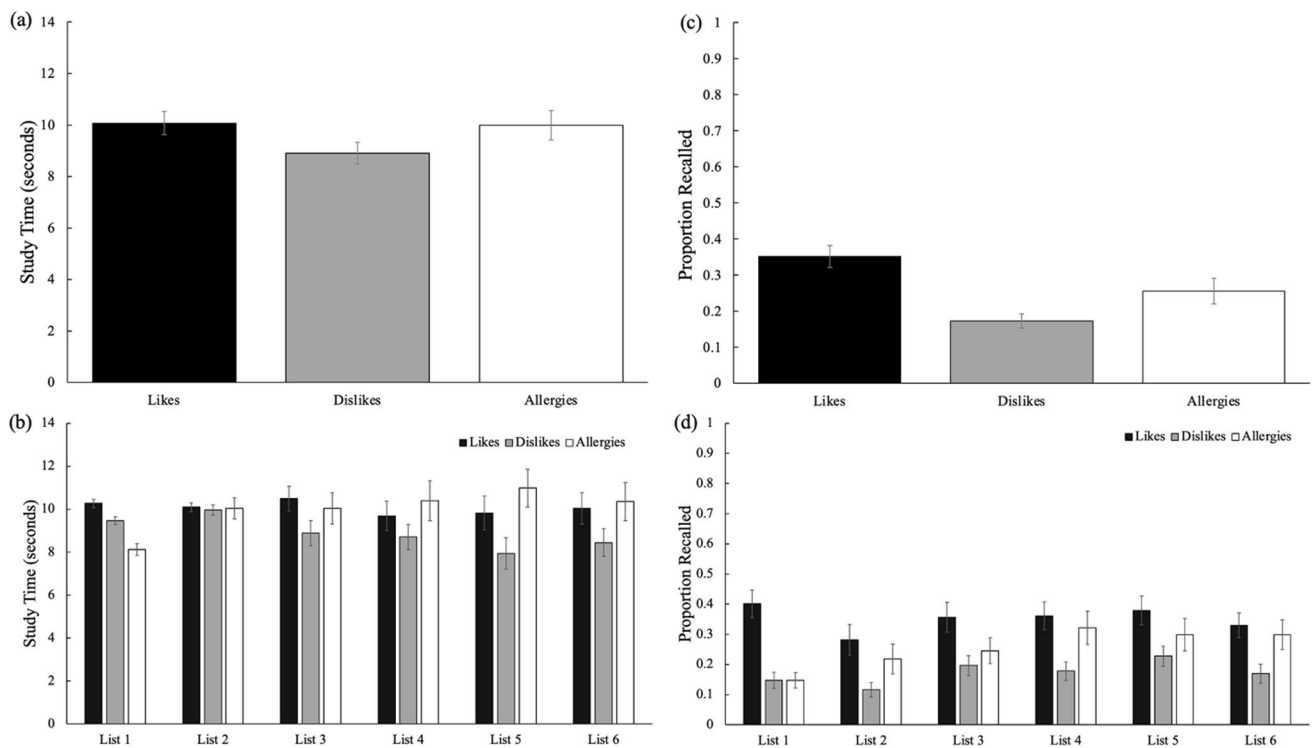 (a)
14
12
10
8
6
4
2
0
Study Time (seconds)
Likes Dislikes Allergies
(c)
1
0.9
0.8
0.7
0.6
0.5
0.4
0.3
0.2
0.1
0
Proportion Recalled
Likes Dislikes Allergies
(b)
14
12
10
8
6
4
2
0
Study Time (seconds)
Likes Dislikes Allergies
List 1 List 2 List 3 List 4 List 5 List 6
(d)
1
0.9
0.8
0.7
0.6
0.5
0.4
0.3
0.2
0.1
0
Proportion Recalled
Likes Dislikes Allergies
List 1 List 2 List 3 List 4 List 5 List 6